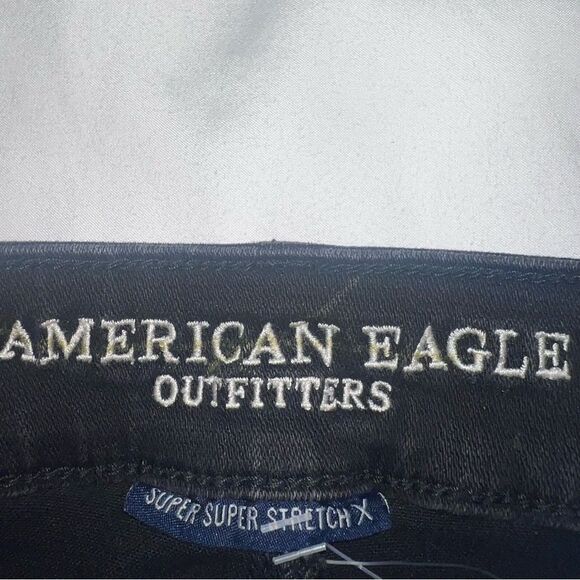 AMERICAN EAGLE
OUTFITTERS
SUPER SUPER STRETCH X